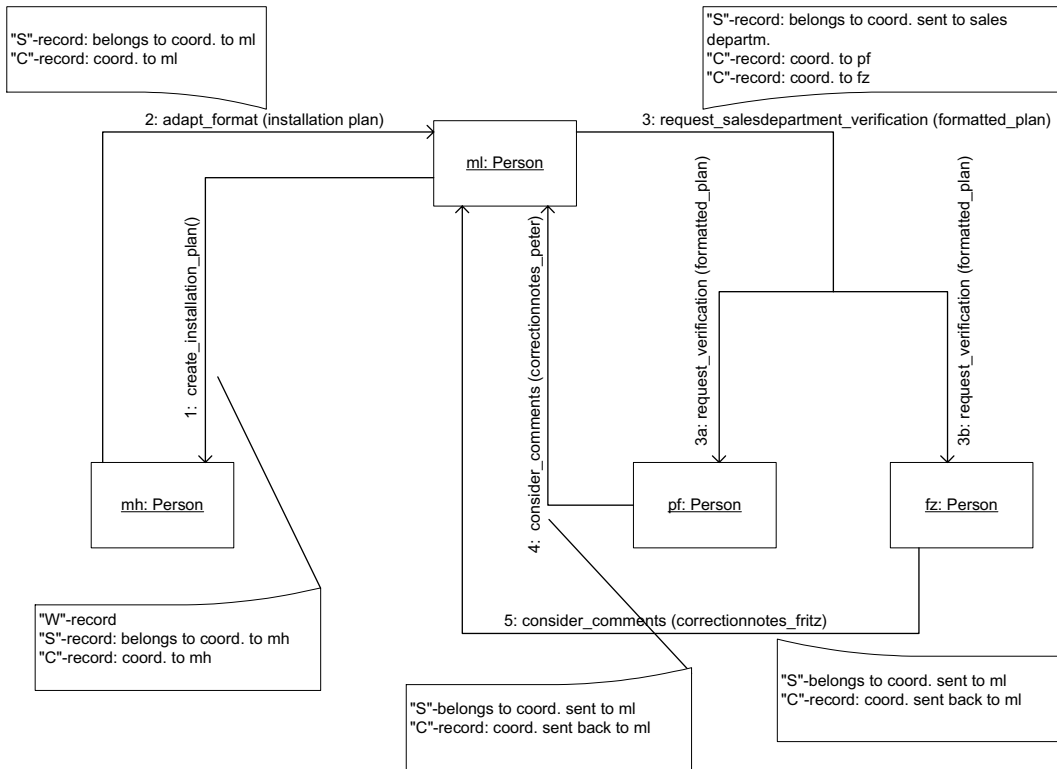 "S"-record: belongs to coord. to ml
"C"-record: coord. to ml
"S"-record: belongs to coord. sent to sales
departm.
"C"-record: coord. to pf
"C"-record: coord. to fz
2: adapt_format (installation plan)
3: request_salesdepartment_verification (formatted_plan)
ml: Person
1: create_installation_plan()
4: consider_comments (correctionnotes_peter)
3a: request_verification (formatted_plan)
3b: request_verification (formatted_plan)
mh: Person
pf: Person
fz: Person
"W"-record
"S"-record: belongs to coord. to mh
"C"-record: coord. to mh
5: consider_comments (correctionnotes_fritz)
"S"-belongs to coord. sent to ml
"C"-record: coord. sent back to ml
"S"-belongs to coord. sent to ml
"C"-record: coord. sent back to ml